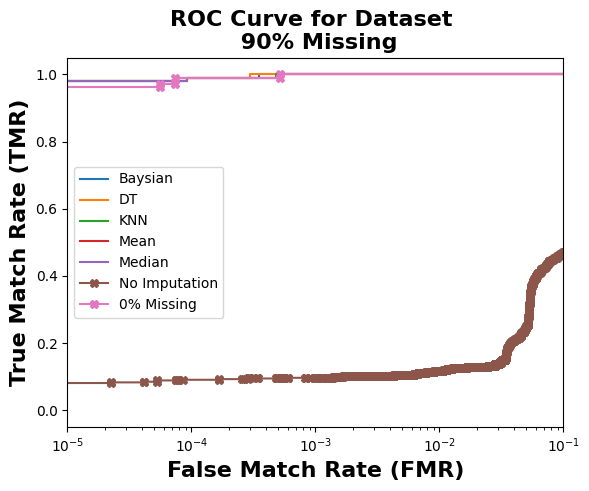 ROC Curve for Dataset
90% Missing
True Match Rate (TMR)
1.0
0.8
0.6
0.4
0.2
0.0
Baysian
DT
KNN
Mean
Median
No Imputation
0% Missing
10⁻⁵
10⁻⁴
10⁻³
10⁻²
10⁻¹
False Match Rate (FMR)